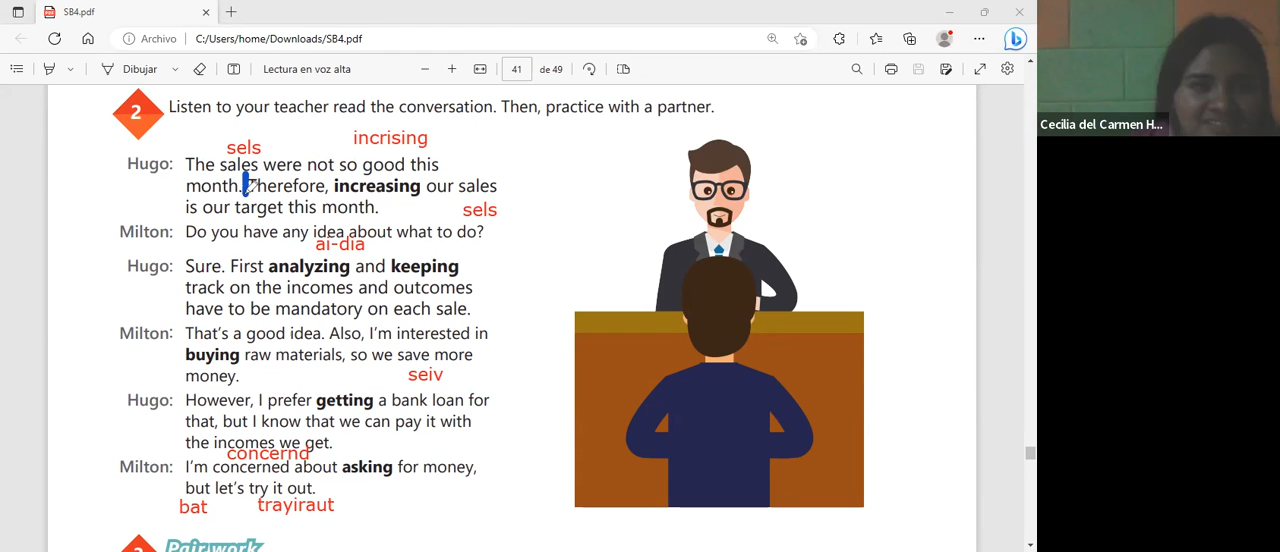 SB4.pdf
Archivo C:/Users/home/Downloads/SB4.pdf
Dibujar Lectura en voz alta 41 de 49
Cecilia del Carmen H...
2 Listen to your teacher read the conversation. Then, practice with a partner.
sels incrising
Hugo: The sales were not so good this
month. Therefore, increasing our sales
is our target this month.
sels
Milton: Do you have any idea about what to do?
ai-dia
Hugo: Sure. First analyzing and keeping
track on the incomes and outcomes
have to be mandatory on each sale.
Milton: That's a good idea. Also, I'm interested in
buying raw materials, so we save more
money.
seiv
Hugo: However, I prefer getting a bank loan for
that, but I know that we can pay it with
the incomes we get.
concernd
Milton: I'm concerned about asking for money,
but let's try it out.
bat trayiraut
3 Pair work